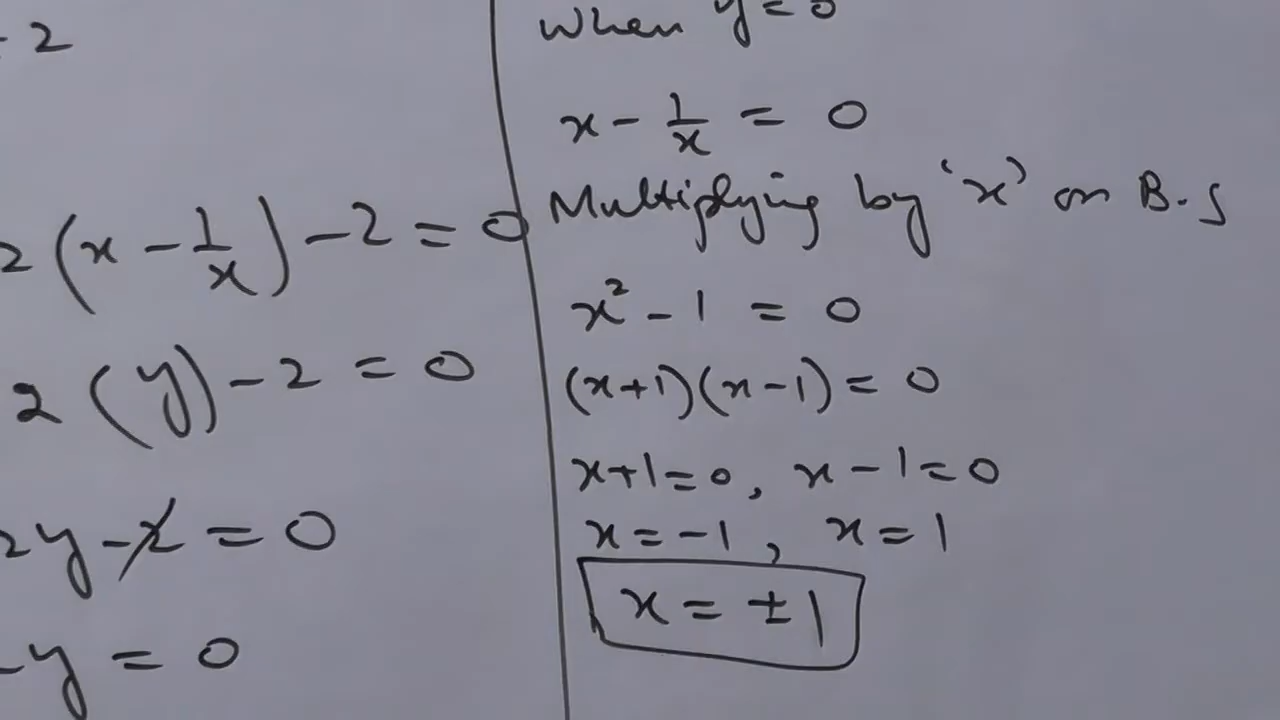 - 2
2 (x - 1/x) - 2 = 0
2 (y) - 2 = 0
2y - 2 = 0
- y = 0
When y = 0
x - 1/x = 0
Multiplying by 'x' on B.S
x² - 1 = 0
(x+1)(x-1) = 0
x+1=0, x-1=0
x = -1, x = 1
x = ±1